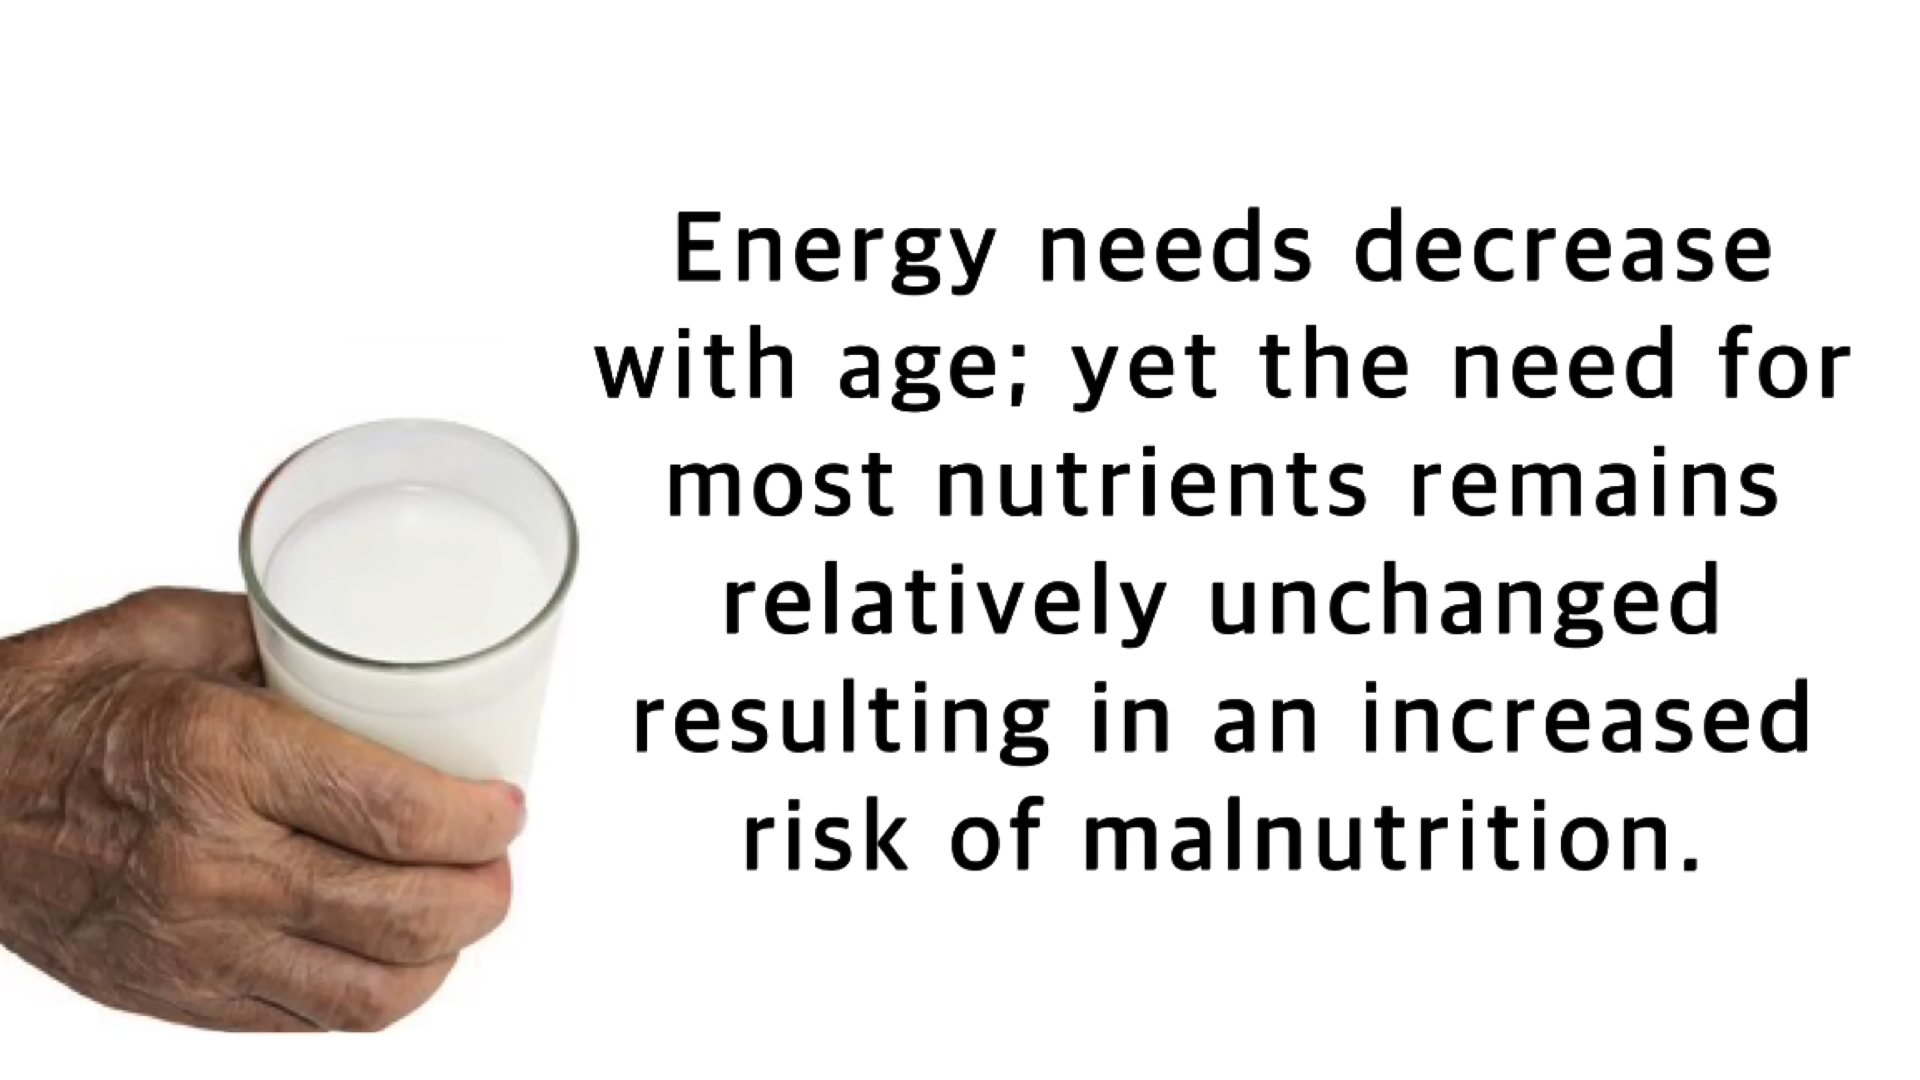 Energy needs decrease
with age; yet the need for
most nutrients remains
relatively unchanged
resulting in an increased
risk of malnutrition.